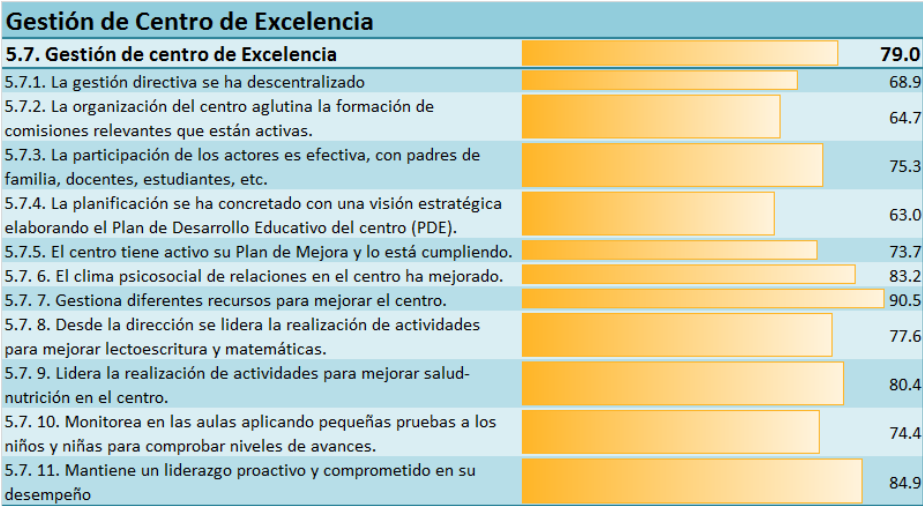 Gestión de Centro de Excelencia
5.7. Gestión de centro de Excelencia 79.0
5.7.1. La gestión directiva se ha descentralizado 68.9
5.7.2. La organización del centro aglutina la formación de
comisiones relevantes que están activas. 64.7
5.7.3. La participación de los actores es efectiva, con padres de
familia, docentes, estudiantes, etc. 75.3
5.7.4. La planificación se ha concretado con una visión estratégica
elaborando el Plan de Desarrollo Educativo del centro (PDE). 63.0
5.7.5. El centro tiene activo su Plan de Mejora y lo está cumpliendo. 73.7
5.7. 6. El clima psicosocial de relaciones en el centro ha mejorado. 83.2
5.7. 7. Gestiona diferentes recursos para mejorar el centro. 90.5
5.7. 8. Desde la dirección se lidera la realización de actividades
para mejorar lectoescritura y matemáticas. 77.6
5.7. 9. Lidera la realización de actividades para mejorar salud-
nutrición en el centro. 80.4
5.7. 10. Monitorea en las aulas aplicando pequeñas pruebas a los
niños y niñas para comprobar niveles de avances. 74.4
5.7. 11. Mantiene un liderazgo proactivo y comprometido en su
desempeño 84.9